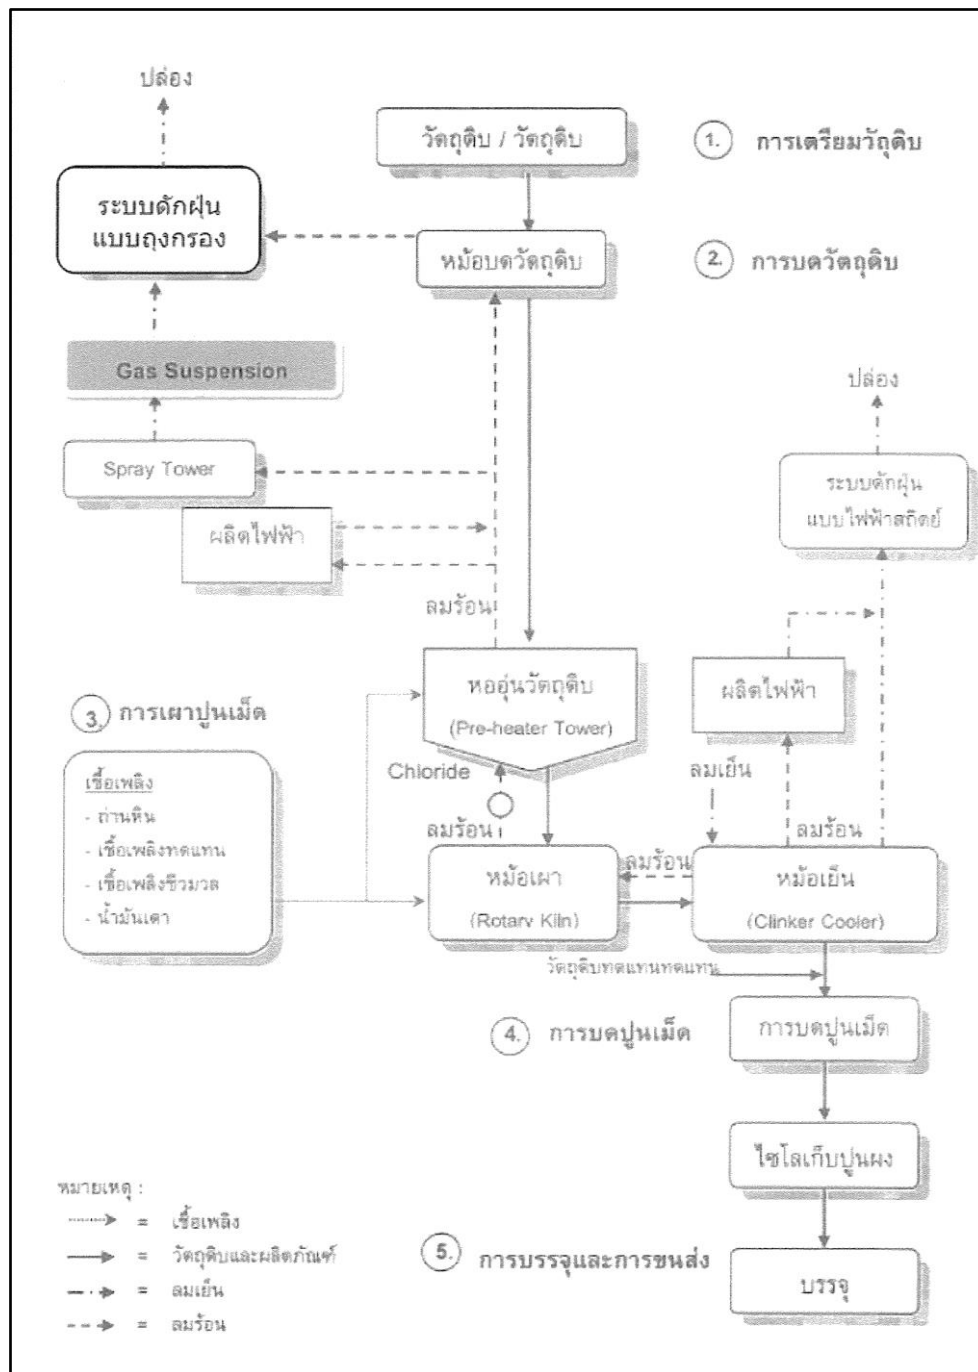 ปล่อง
วัตถุดิบ / วัตถุดิบ
1. การเตรียมวัถุดิบ
ระบบดักฝุ่น
แบบถุงกรอง
หม้อบดวัตถุดิบ
2. การบดวัตถุดิบ
Gas Suspension
ปล่อง
Spray Tower
ระบบดักฝุ่น
แบบไฟฟ้าสถิตย์
ผลิตไฟฟ้า
ลมร้อน
หออุ่นวัตถุดิบ
(Pre-heater Tower)
ผลิตไฟฟ้า
3. การเผาปูนเม็ด
Chloride
ลมเย็น
เชื้อเพลิง
- ถ่านหิน
- เชื้อเพลิงทดแทน
- เชื้อเพลิงชีวมวล
- น้ำมันเตา
ลมร้อน
ลมร้อน
ลมร้อน
หม้อเผา
(Rotary Kiln)
หม้อเย็น
(Clinker Cooler)
วัตถุดิบทดแทนทดแทน
4. การบดปูนเม็ด
การบดปูนเม็ด
ไซโลเก็บปูนผง
หมายเหตุ :
= เชื้อเพลิง
= วัตถุดิบและผลิตภัณฑ์
= ลมเย็น
= ลมร้อน
5. การบรรจุและการขนส่ง
บรรจุ